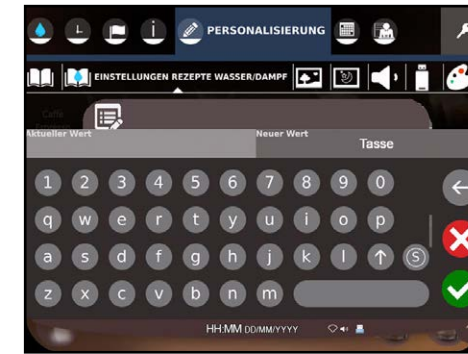 L i PERSONALISIERUNG
EINSTELLUNGEN REZEPTE WASSER/DAMPF
Caffè
Aktueller Wert Neuer Wert
Tasse
1 2 3 4 5 6 7 8 9 0
q w e r t y u i o p
a s d f g h j k l S
z x c v b n m
HH:MM DD/MM/YYYY